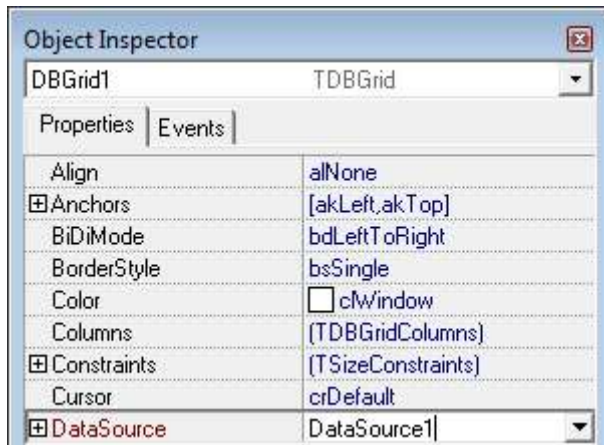 Object Inspector
DBGrid1 TDBGrid
Properties Events
Align alNone
Anchors [akLeft,akTop]
BiDiMode bdLeftToRight
BorderStyle bsSingle
Color clWindow
Columns (TDBGridColumns)
Constraints (TSizeConstraints)
Cursor crDefault
DataSource DataSource1